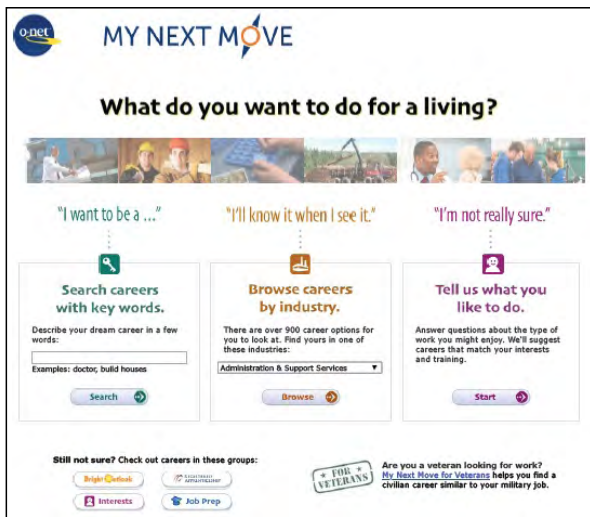 o·net
MY NEXT MOVE
What do you want to do for a living?
"I want to be a ..."
Search careers
with key words.
Describe your dream career in a few
words:
Examples: doctor, build houses
Search
"I'll know it when I see it."
Browse careers
by industry.
There are over 900 career options for
you to look at. Find yours in one of
these industries:
Administration & Support Services
Browse
"I'm not really sure."
Tell us what you
like to do.
Answer questions about the type of
work you might enjoy. We'll suggest
careers that match your interests
and training.
Start
Still not sure? Check out careers in these groups:
Bright Outlook
REGISTERED
APPRENTICESHIP
Interests
Job Prep
FOR
VETERANS
Are you a veteran looking for work?
My Next Move for Veterans helps you find a
civilian career similar to your military job.